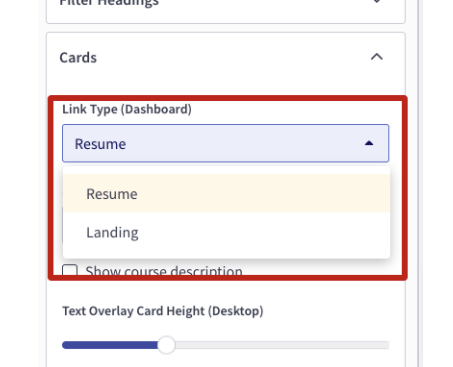 Filter Headings
Cards
Link Type (Dashboard)
Resume
Resume
Landing
Show course description
Text Overlay Card Height (Desktop)